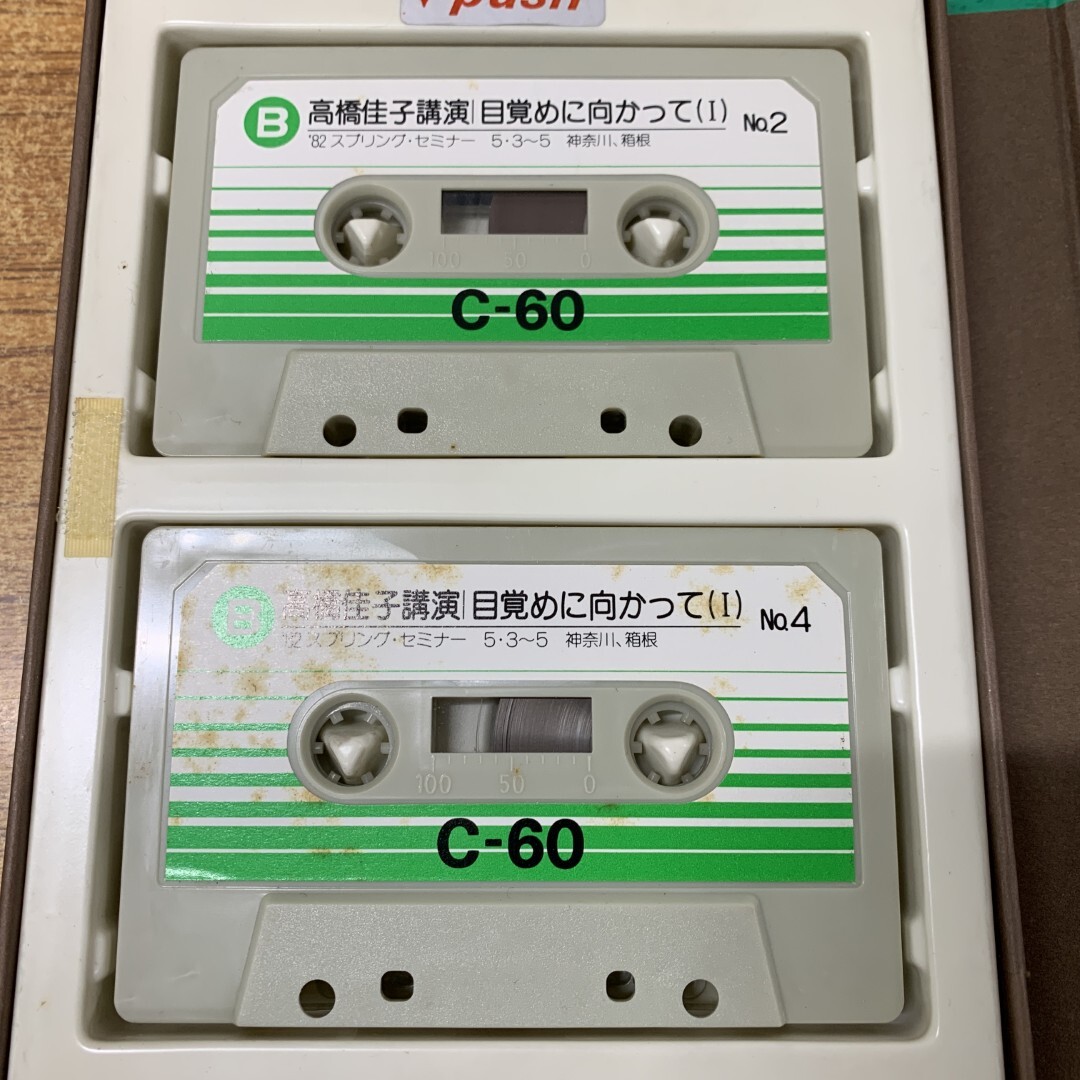 push
B
高橋佳子講演|目覚めに向かって(I) No.2
'82 スプリング・セミナー 5・3〜5 神奈川、箱根
100 50 0
C-60
B
高橋佳子講演|目覚めに向かって(I) No.4
'82 スプリング・セミナー 5・3〜5 神奈川、箱根
100 50 0
C-60